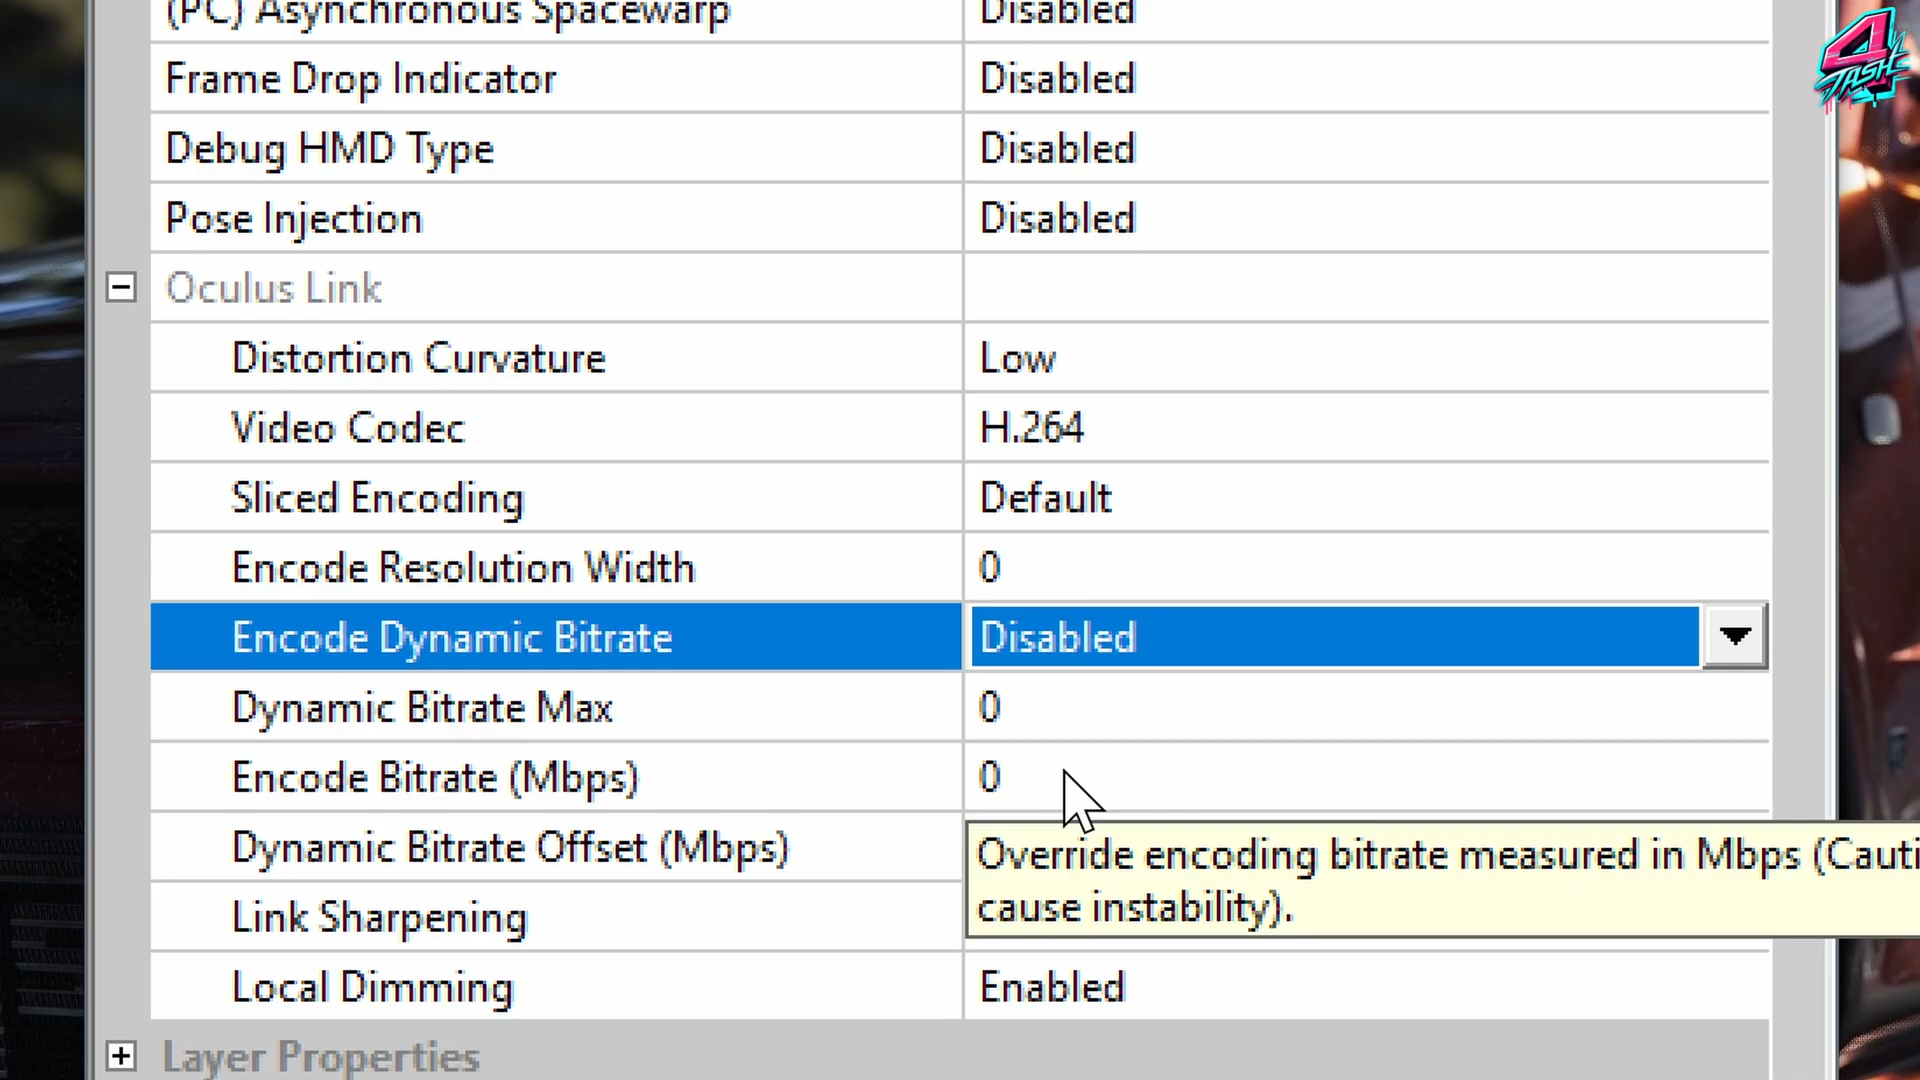 (PC) Asynchronous Spacewarp Disabled
Frame Drop Indicator Disabled
Debug HMD Type Disabled
Pose Injection Disabled
Oculus Link
Distortion Curvature Low
Video Codec H.264
Sliced Encoding Default
Encode Resolution Width 0
Encode Dynamic Bitrate Disabled
Dynamic Bitrate Max 0
Encode Bitrate (Mbps) 0
Dynamic Bitrate Offset (Mbps)
Override encoding bitrate measured in Mbps (Cauti
cause instability).
Link Sharpening
Local Dimming Enabled
Layer Properties
4
TASH